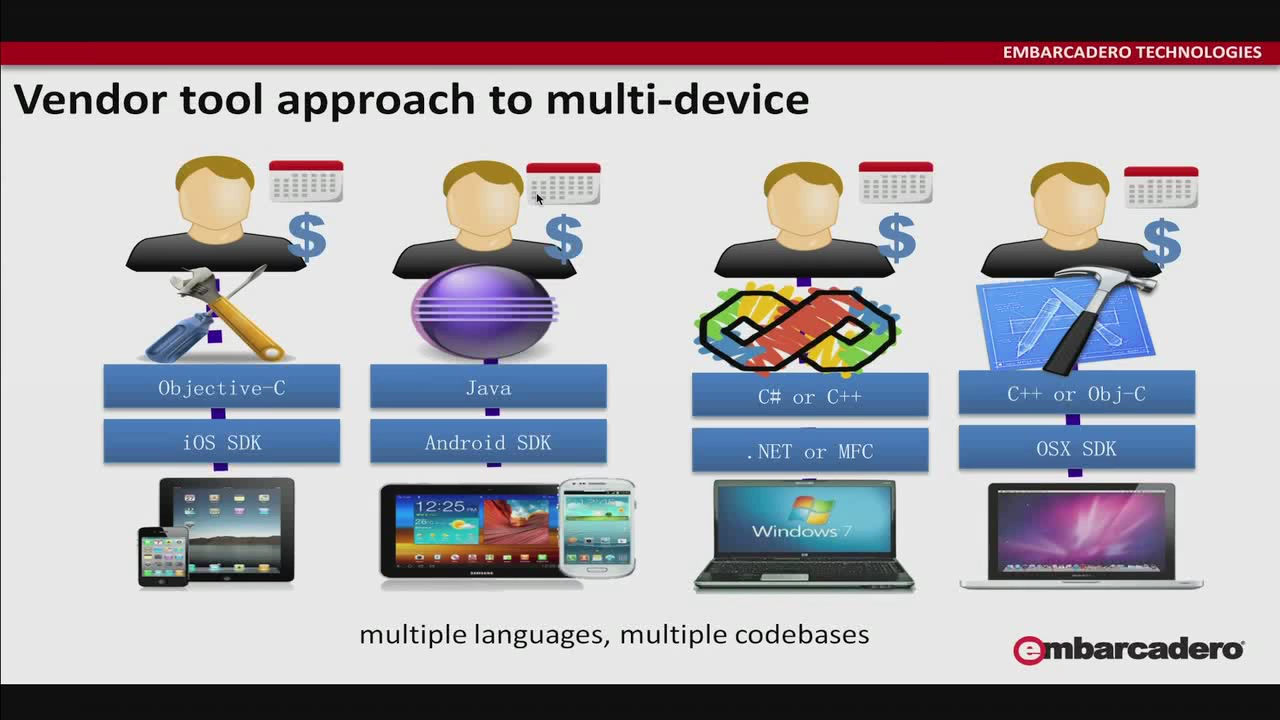 EMBARCADERO TECHNOLOGIES
Vendor tool approach to multi-device
$ $ $ $
Objective-C
Java
C# or C++
C++ or Obj-C
iOS SDK
Android SDK
.NET or MFC
OSX SDK
12:25
SAMSUNG
Windows 7
multiple languages, multiple codebases
embarcadero